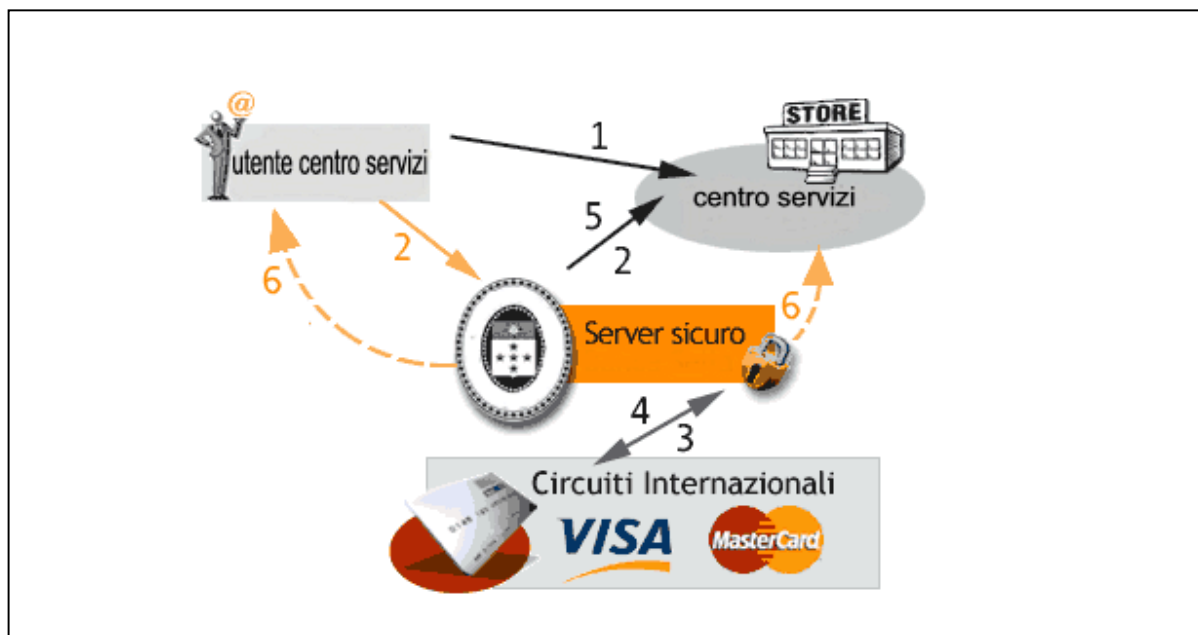 @
STORE
1
utente centro servizi
centro servizi
5
2
2
6
6
Server sicuro
4
3
Circuiti Internazionali
VISA
MasterCard